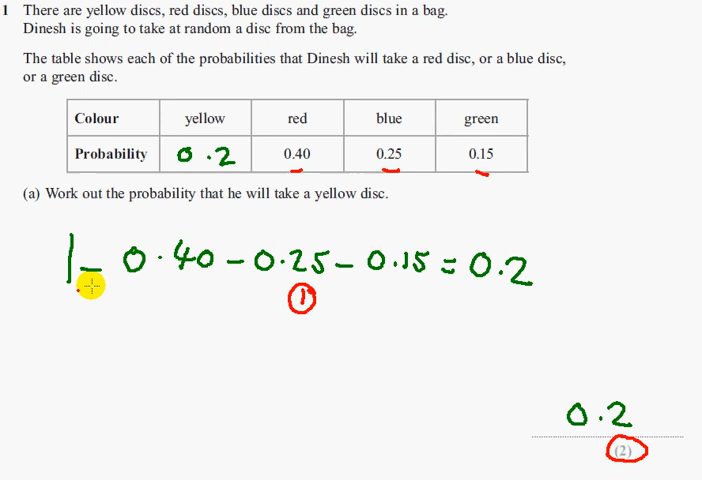 1 There are yellow discs, red discs, blue discs and green discs in a bag.
Dinesh is going to take at random a disc from the bag.
The table shows each of the probabilities that Dinesh will take a red disc, or a blue disc,
or a green disc.
Colour yellow red blue green
Probability 0.2 0.40 0.25 0.15
(a) Work out the probability that he will take a yellow disc.
1 - 0.40 - 0.25 - 0.15 = 0.2
1
0.2
(2)